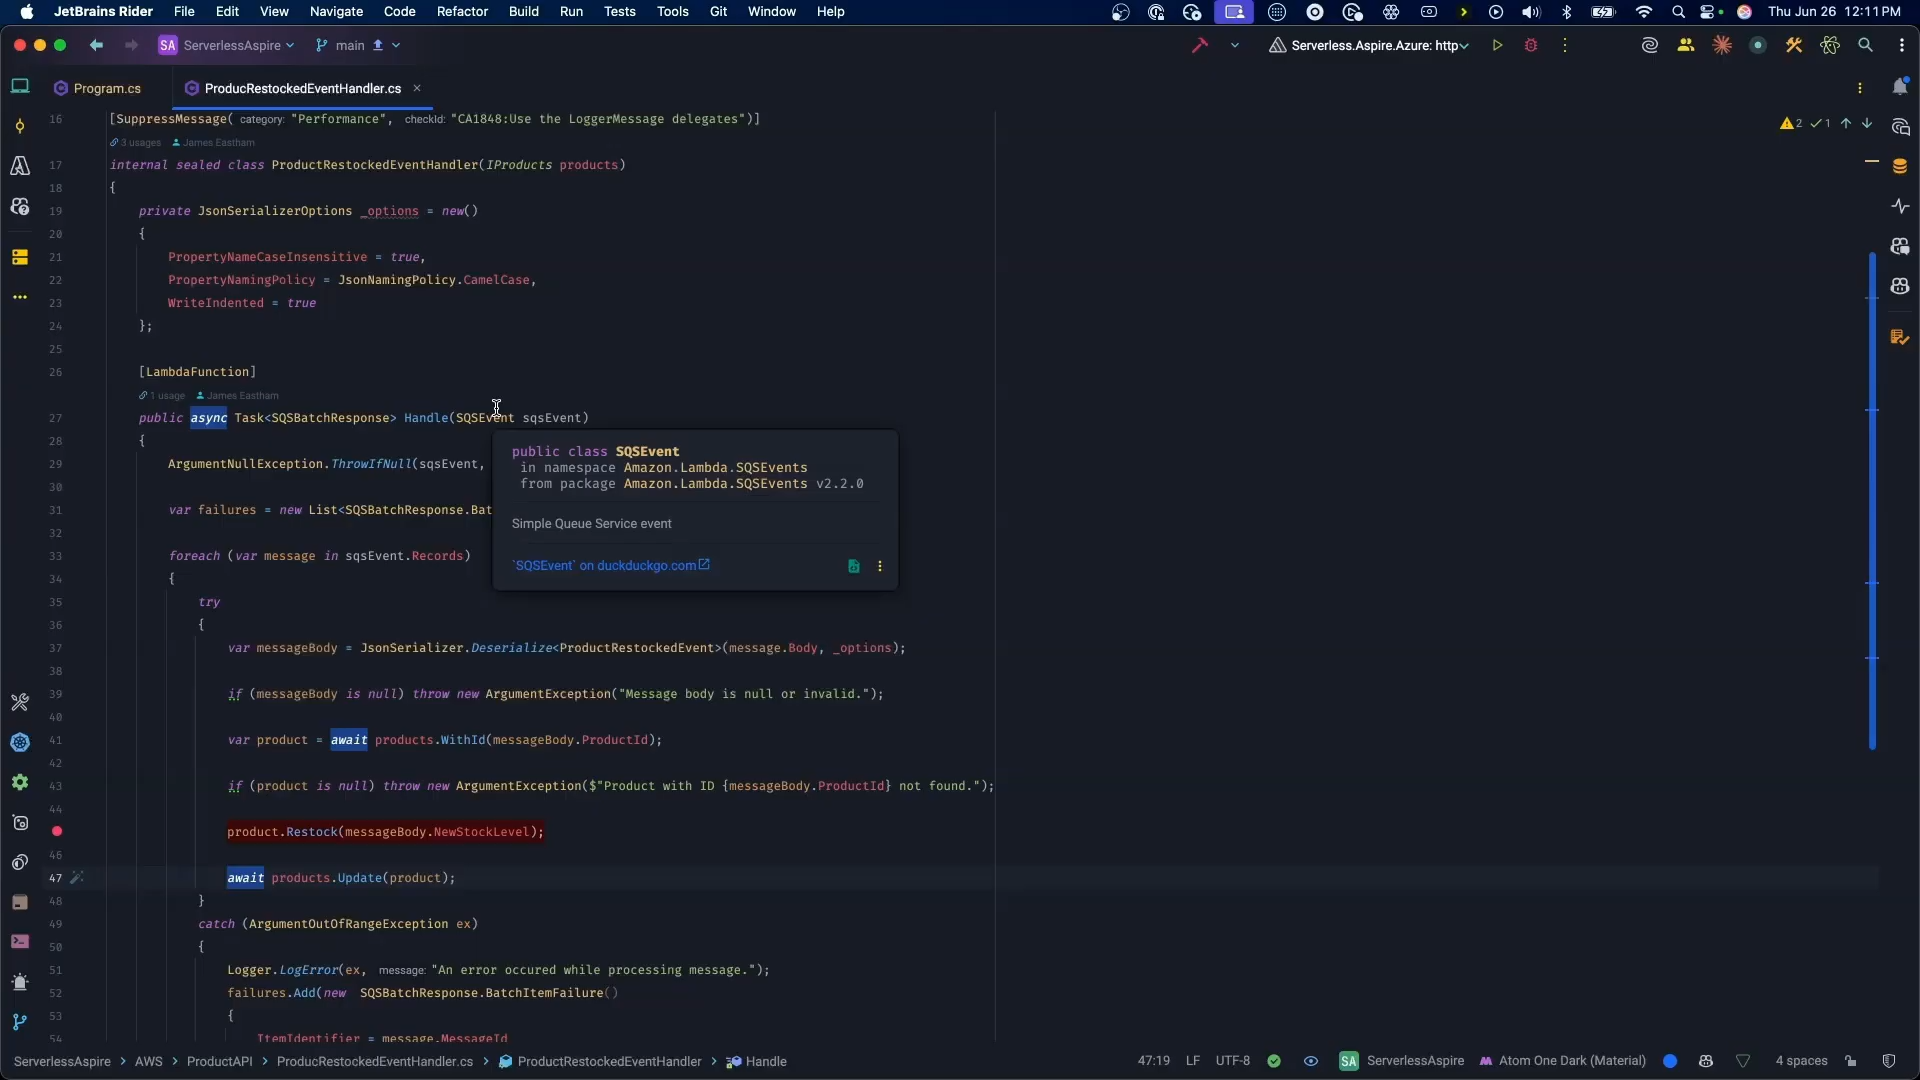 JetBrains Rider File Edit View Navigate Code Refactor Build Run Tests Tools Git Window Help Thu Jun 26 12:11 PM
SA ServerlessAspire main Serverless.Aspire.Azure: http
Program.cs ProducRestockedEventHandler.cs
16 [SuppressMessage( category: "Performance", checkId: "CA1848:Use the LoggerMessage delegates")] 2 1
3 usages James Eastham
17 internal sealed class ProductRestockedEventHandler(IProducts products)
18 {
19 private JsonSerializerOptions _options = new()
20 {
21 PropertyNameCaseInsensitive = true,
22 PropertyNamingPolicy = JsonNamingPolicy.CamelCase,
23 WriteIndented = true
24 };
25
26 [LambdaFunction]
1 usage James Eastham
27 public async Task<SQSBatchResponse> Handle(SQSEvent sqsEvent)
28 {
public class SQSEvent
in namespace Amazon.Lambda.SQSEvents
from package Amazon.Lambda.SQSEvents v2.2.0
Simple Queue Service event
`SQSEvent` on duckduckgo.com
29 ArgumentNullException.ThrowIfNull(sqsEvent,
30
31 var failures = new List<SQSBatchResponse.Bat
32
33 foreach (var message in sqsEvent.Records)
34 {
35 try
36 {
37 var messageBody = JsonSerializer.Deserialize<ProductRestockedEvent>(message.Body, _options);
38
39 if (messageBody is null) throw new ArgumentException("Message body is null or invalid.");
40
41 var product = await products.WithId(messageBody.ProductId);
42
43 if (product is null) throw new ArgumentException($"Product with ID {messageBody.ProductId} not found.");
44
product.Restock(messageBody.NewStockLevel);
46
47 await products.Update(product);
48 }
49 catch (ArgumentOutOfRangeException ex)
50 {
51 Logger.LogError(ex, message: "An error occured while processing message.");
52 failures.Add(new SQSBatchResponse.BatchItemFailure()
53 {
54 ItemIdentifier = message.MessageId
ServerlessAspire > AWS > ProductAPI > ProducRestockedEventHandler.cs > ProductRestockedEventHandler > Handle 47:19 LF UTF-8 SA ServerlessAspire Atom One Dark (Material) 4 spaces